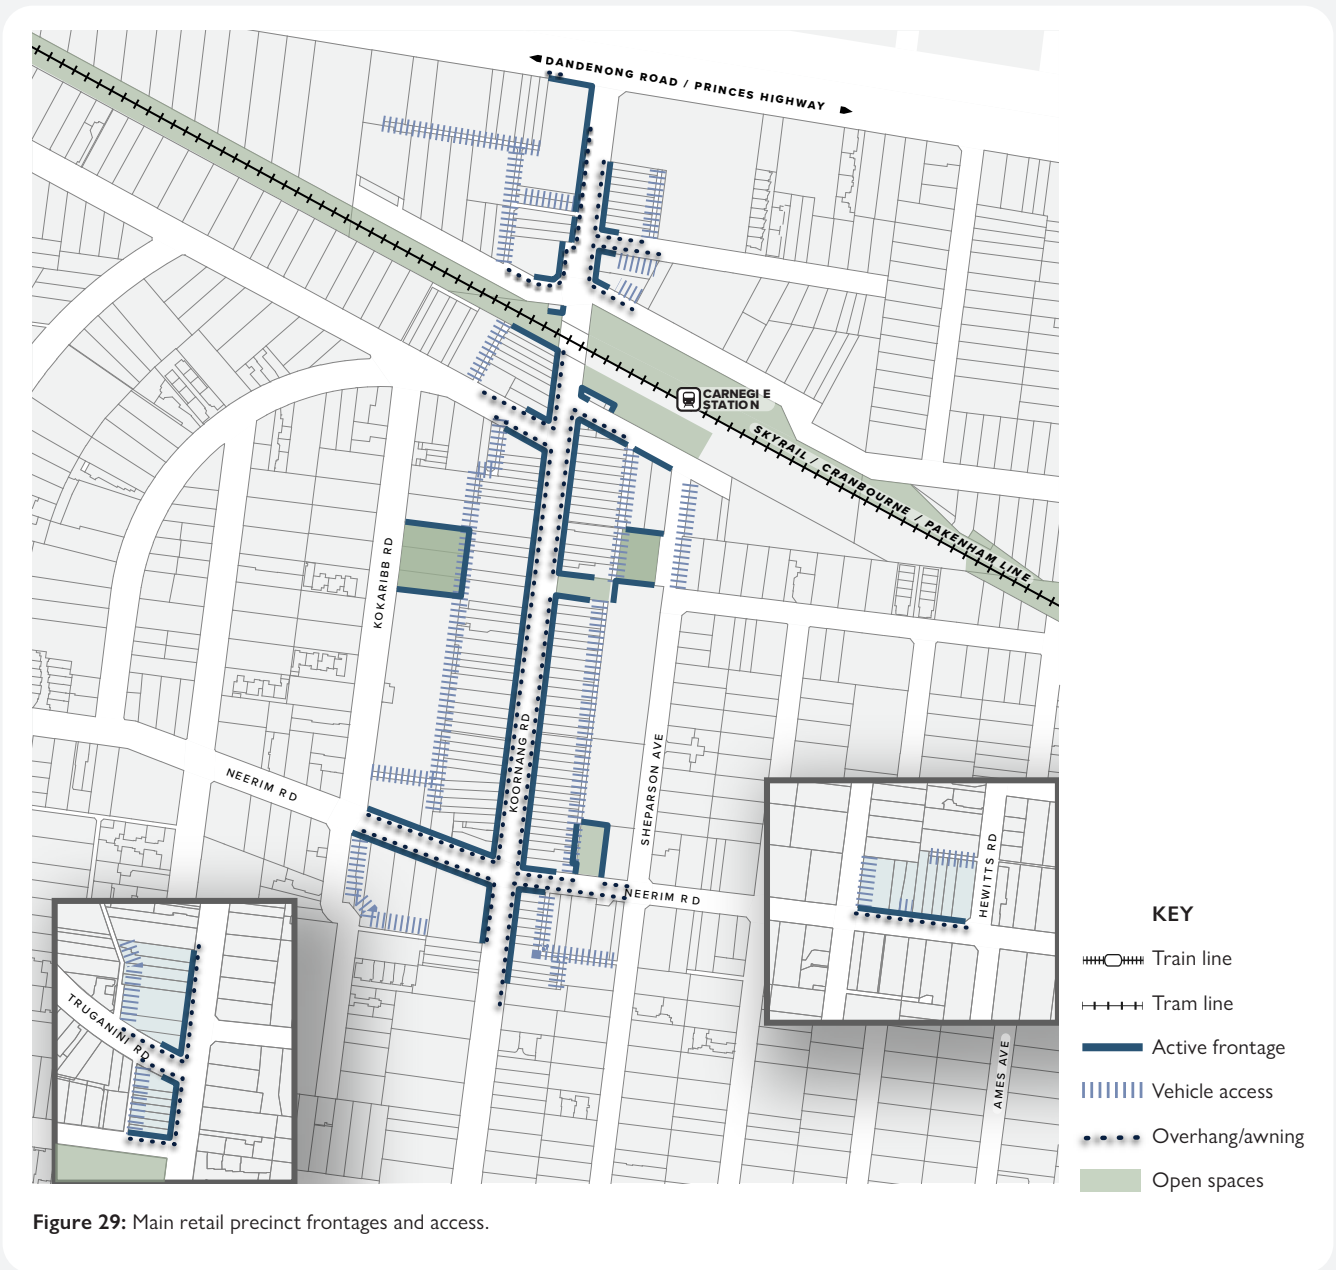 DANDENONG ROAD / PRINCES HIGHWAY
CARNEGIE
STATION
SKYRAIL / CRANBOURNE / PAKENHAM LINE
KOKARIBB RD
KOORNANG RD
SHEPARSON AVE
NEERIM RD
NEERIM RD
HEWITTS RD
TRUGANINI RD
AMES AVE
KEY
Train line
Tram line
Active frontage
Vehicle access
Overhang/awning
Open spaces
Figure 29: Main retail precinct frontages and access.